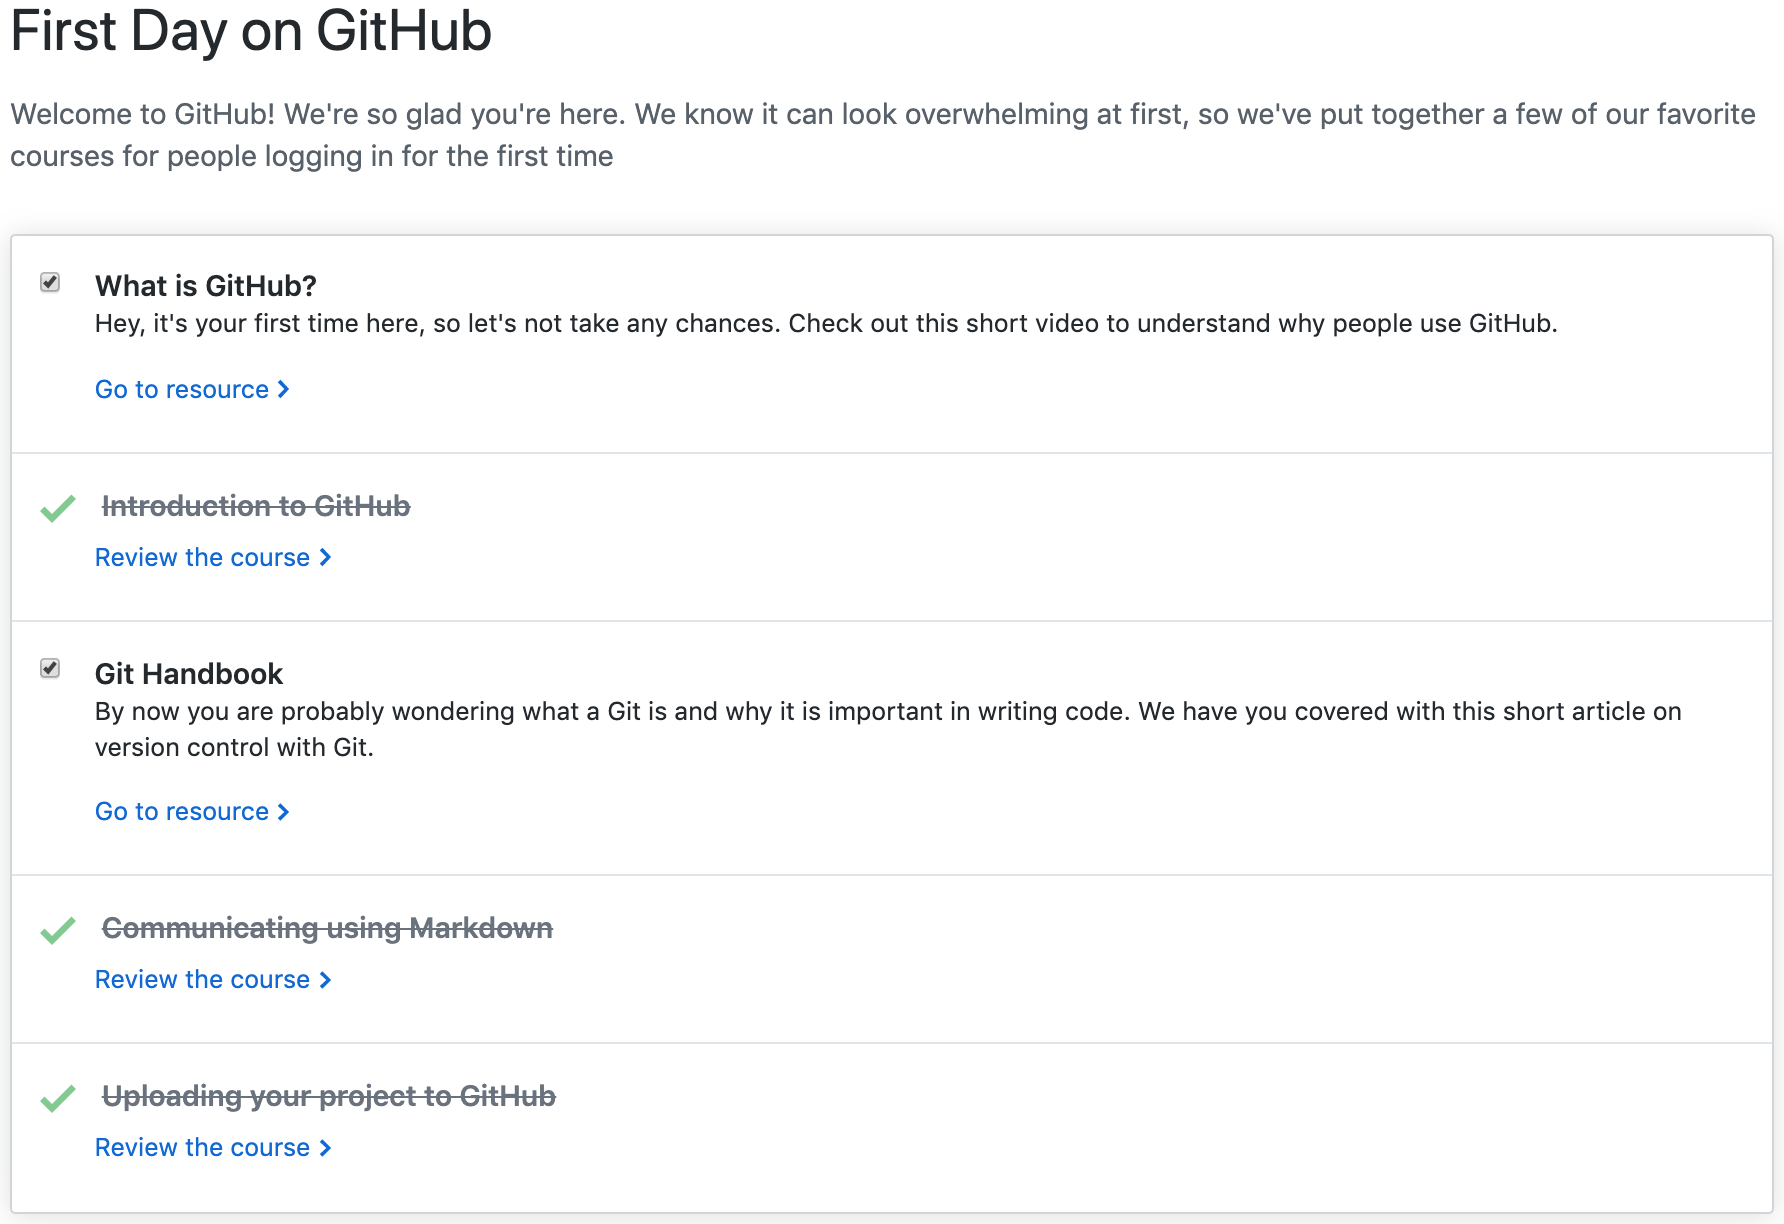 First Day on GitHub
Welcome to GitHub! We're so glad you're here. We know it can look overwhelming at first, so we've put together a few of our favorite
courses for people logging in for the first time
What is GitHub?
Hey, it's your first time here, so let's not take any chances. Check out this short video to understand why people use GitHub.
Go to resource
Introduction to GitHub
Review the course
Git Handbook
By now you are probably wondering what a Git is and why it is important in writing code. We have you covered with this short article on
version control with Git.
Go to resource
Communicating using Markdown
Review the course
Uploading your project to GitHub
Review the course